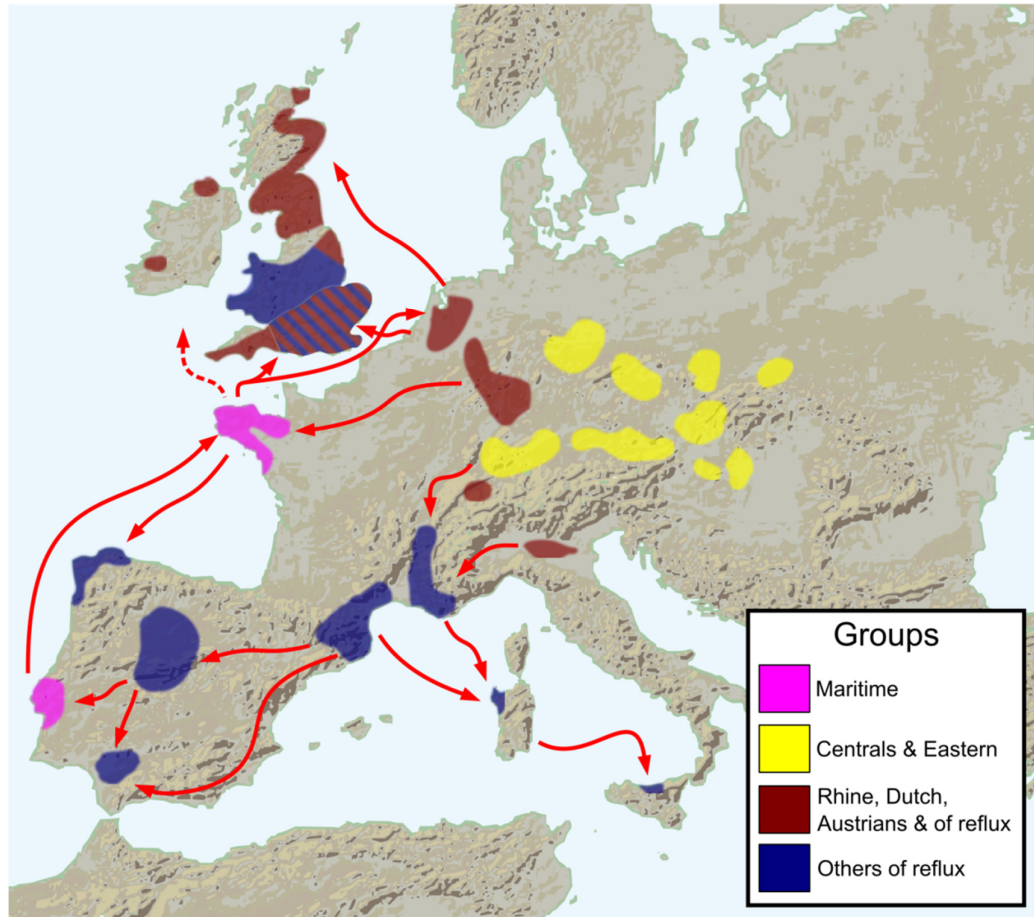 Groups
Maritime
Centrals & Eastern
Rhine, Dutch,
Austrians & of reflux
Others of reflux